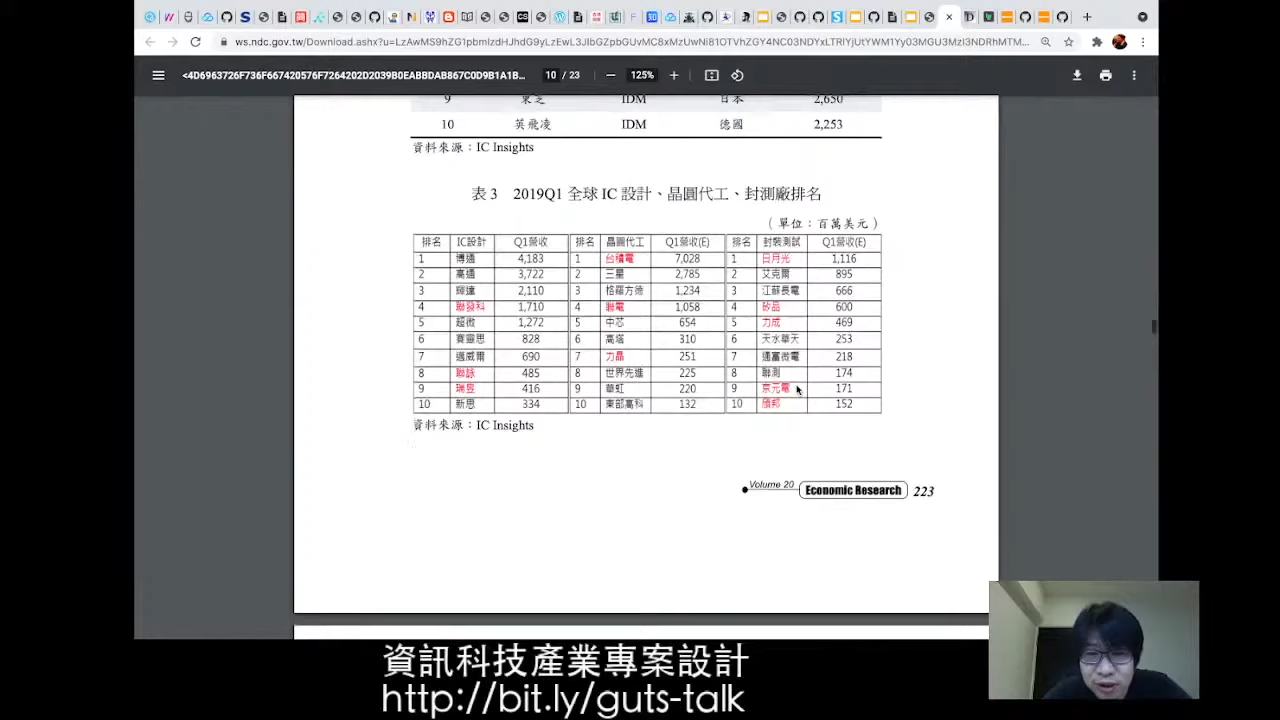 ws.ndc.gov.tw/Download.ashx?u=LzAwMS9hZG1pbmlzdHJhdG9yLzEwL3JlbGZpbGUvMC8xMzUwNi81OTVhZGY4NC03NDYxLTRlYjUtYWM1Yy03MGU3MzI3NDRhMTM...
<4D6963726F736F667420576F7264202D2039B0EABBDAB867C0D9B1A1B... 10 / 23 125%
9 東芝 IDM 日本 2,650
10 英飛凌 IDM 德國 2,253
資料來源：IC Insights
表 3 2019Q1 全球 IC 設計、晶圓代工、封測廠排名
（單位：百萬美元）
排名 IC設計 Q1營收 排名 晶圓代工 Q1營收(E) 排名 封裝測試 Q1營收(E)
1 博通 4,183 1 台積電 7,028 1 日月光 1,116
2 高通 3,722 2 三星 2,785 2 艾克爾 895
3 輝達 2,110 3 格羅方德 1,234 3 江蘇長電 666
4 聯發科 1,710 4 聯電 1,058 4 矽品 600
5 超微 1,272 5 中芯 654 5 力成 469
6 賽靈思 828 6 高塔 310 6 天水華天 253
7 邁威爾 690 7 力晶 251 7 通富微電 218
8 聯詠 485 8 世界先進 225 8 聯測 174
9 瑞昱 416 9 華虹 220 9 京元電 171
10 新思 334 10 東部高科 132 10 頎邦 152
資料來源：IC Insights
Volume 20 Economic Research 223
資訊科技產業專案設計
http://bit.ly/guts-talk